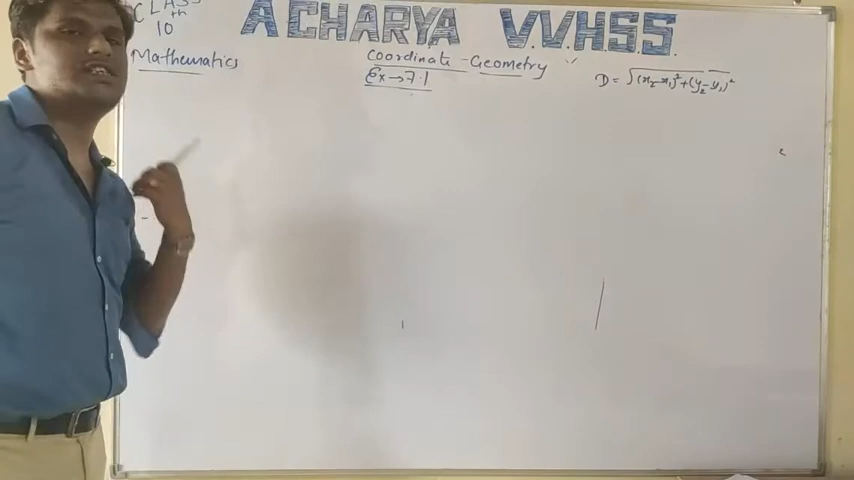 CLASS
10th
ACHARYA V.V.H.S.S.
Mathematics
Coordinate - Geometry
Ex → 7.1
D = √(x₂-x₁)²+(y₂-y₁)²